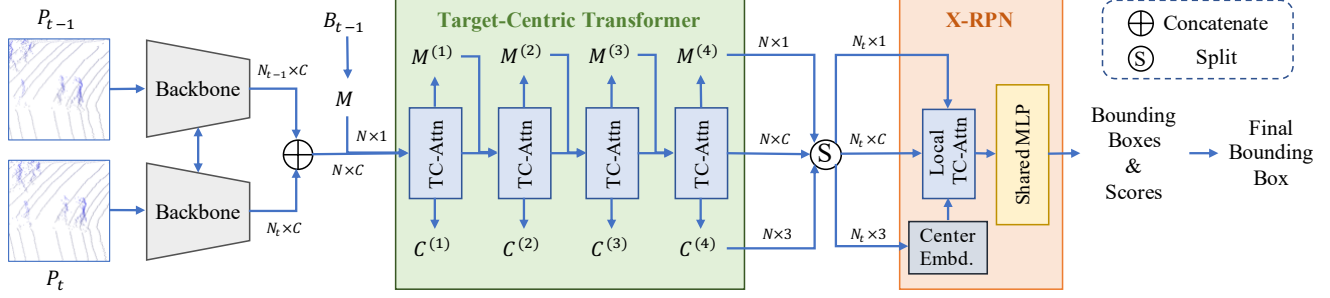 P_{t-1}
Backbone
N_{t-1}×C
B_{t-1}
M
N×1
N×C
Backbone
N_t×C
P_t
Target-Centric Transformer
M^{(1)}
M^{(2)}
M^{(3)}
M^{(4)}
TC-Attn
TC-Attn
TC-Attn
TC-Attn
C^{(1)}
C^{(2)}
C^{(3)}
C^{(4)}
N×1
N×C
N×3
S
N_t×1
N_t×C
N_t×3
X-RPN
Local
TC-Attn
Shared MLP
Center
Embd.
Concatenate
S Split
Bounding
Boxes
&
Scores
Final
Bounding
Box